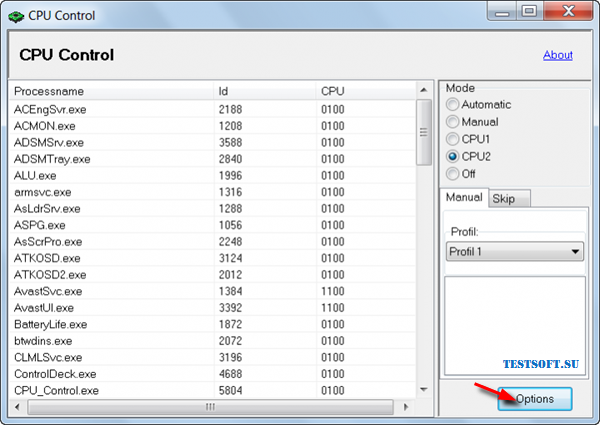 CPU Control
CPU Control
About
Processname Id CPU
ACEngSvr.exe 2188 0100
ACMON.exe 1208 0100
ADSMSrv.exe 3588 0100
ADSMTray.exe 2840 0100
ALU.exe 1996 0100
armsvc.exe 1316 0100
AsLdrSrv.exe 1288 0100
ASPG.exe 1056 0100
AsScrPro.exe 2248 0100
ATKOSD.exe 3124 0100
ATKOSD2.exe 2012 0100
AvastSvc.exe 1384 1100
AvastUI.exe 3392 1100
BatteryLife.exe 1872 0100
btwdins.exe 2072 0100
CLMLSvc.exe 3196 0100
ControlDeck.exe 4688 0100
CPU_Control.exe 5804 0100
Mode
Automatic
Manual
CPU1
CPU2
Off
Manual Skip
Profil:
Profil 1
TESTSOFT.SU
Options